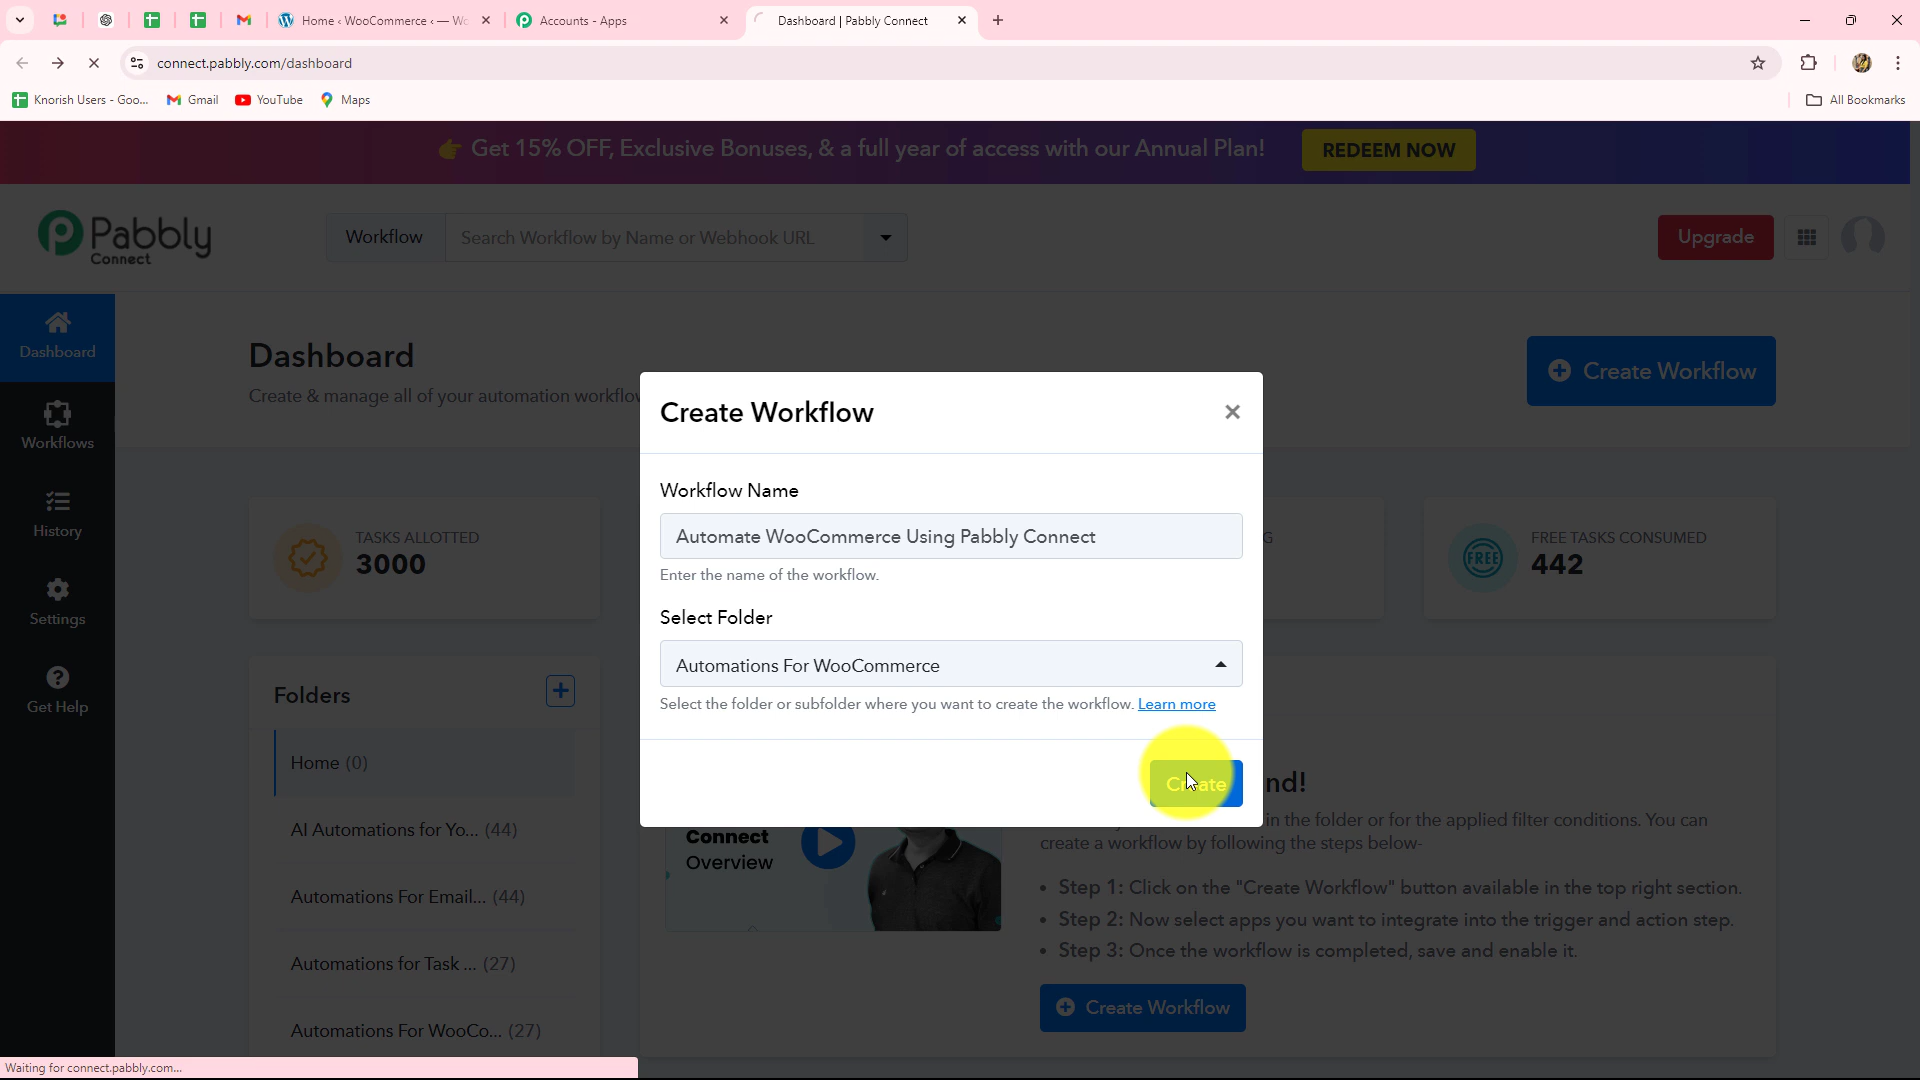 Home ‹ WooCommerce ‹ — Wo
Accounts - Apps
Dashboard | Pabbly Connect
connect.pabbly.com/dashboard
Knorish Users - Goo...
Gmail
YouTube
Maps
All Bookmarks
👉 Get 15% OFF, Exclusive Bonuses, & a full year of access with our Annual Plan!
REDEEM NOW
Pabbly
Connect
Workflow
Search Workflow by Name or Webhook URL
Upgrade
Dashboard
Workflows
History
Settings
Get Help
Dashboard
Create & manage all of your automation workflow
Create Workflow
TASKS ALLOTTED
3000
G
FREE TASKS CONSUMED
FREE
442
Folders
Home (0)
AI Automations for Yo... (44)
Automations For Email... (44)
Automations for Task ... (27)
Automations For WooCo... (27)
Create Workflow
Workflow Name
Automate WooCommerce Using Pabbly Connect
Enter the name of the workflow.
Select Folder
Automations For WooCommerce
Select the folder or subfolder where you want to create the workflow. Learn more
Create
Connect
Overview
nd!
in the folder or for the applied filter conditions. You can
create a workflow by following the steps below-
• Step 1: Click on the "Create Workflow" button available in the top right section.
• Step 2: Now select apps you want to integrate into the trigger and action step.
• Step 3: Once the workflow is completed, save and enable it.
Create Workflow
Waiting for connect.pabbly.com...